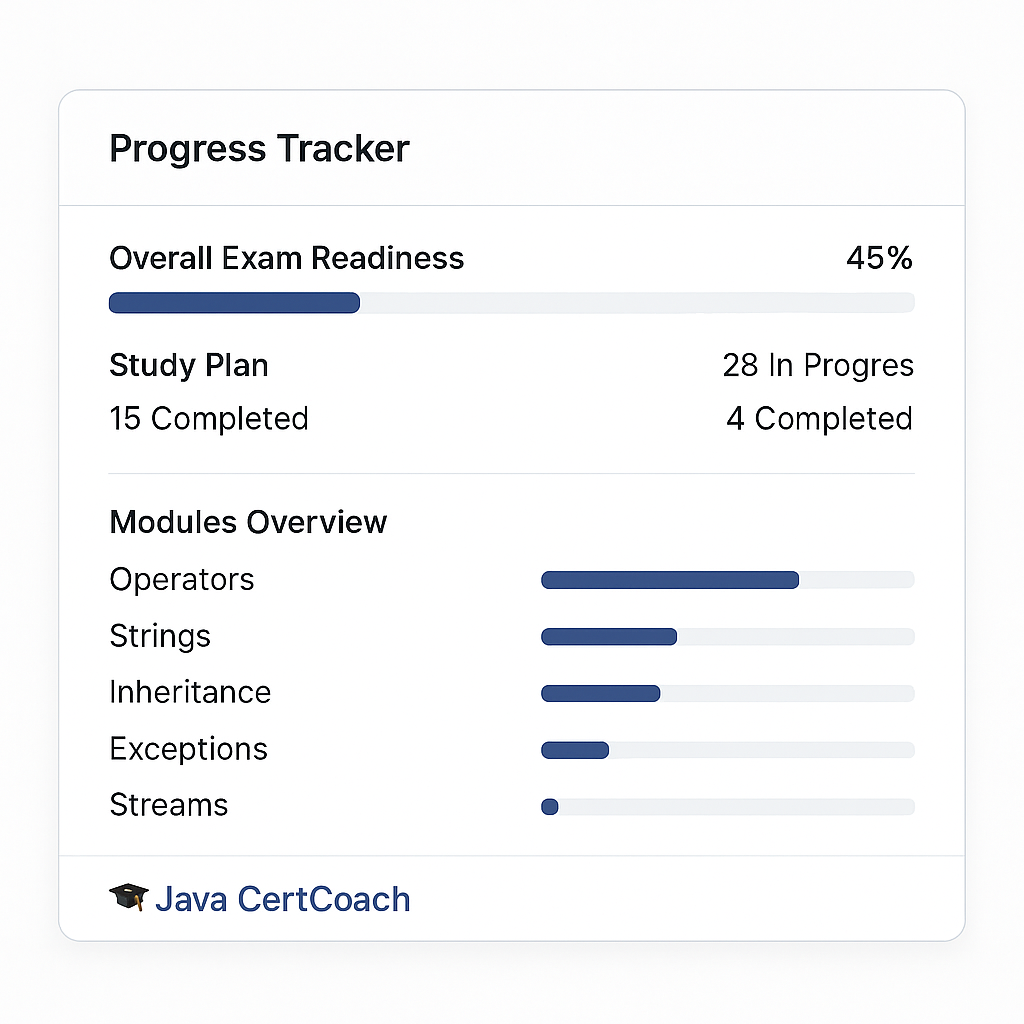 Progress Tracker
Overall Exam Readiness 45%
Study Plan 28 In Progres
15 Completed 4 Completed
Modules Overview
Operators
Strings
Inheritance
Exceptions
Streams
Java CertCoach